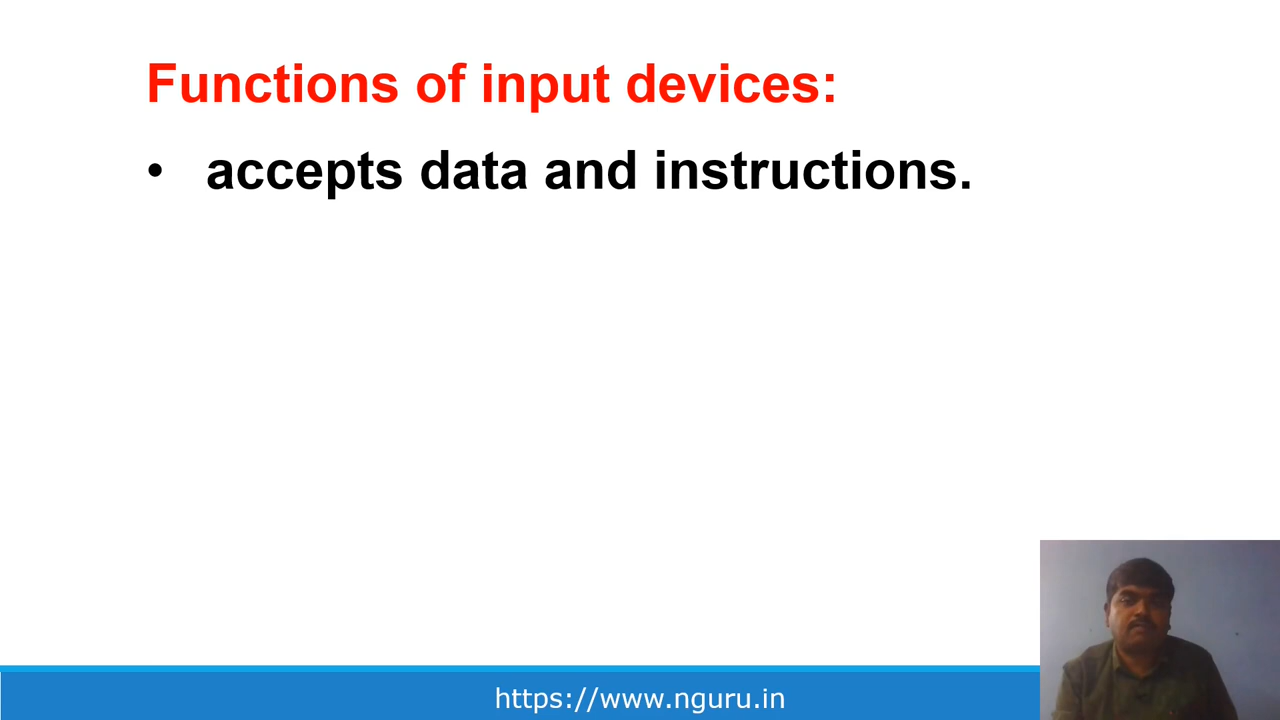 Functions of input devices:
• accepts data and instructions.
https://www.nguru.in